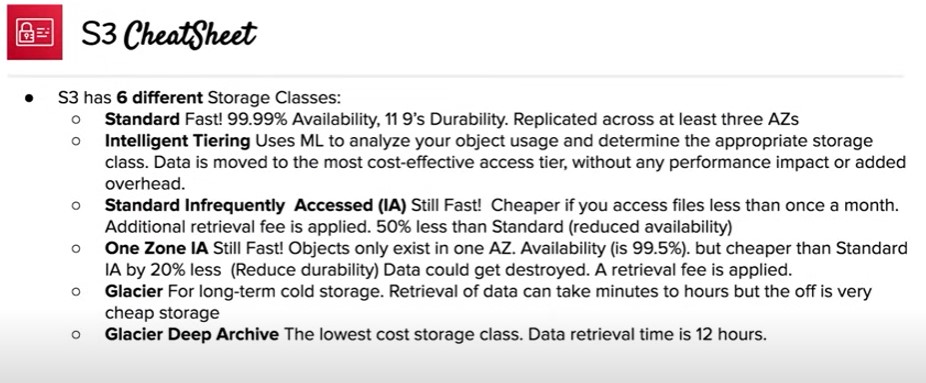 S3 CheatSheet
● S3 has 6 different Storage Classes:
○ Standard Fast! 99.99% Availability, 11 9's Durability. Replicated across at least three AZs
○ Intelligent Tiering Uses ML to analyze your object usage and determine the appropriate storage
class. Data is moved to the most cost-effective access tier, without any performance impact or added
overhead.
○ Standard Infrequently Accessed (IA) Still Fast! Cheaper if you access files less than once a month.
Additional retrieval fee is applied. 50% less than Standard (reduced availability)
○ One Zone IA Still Fast! Objects only exist in one AZ. Availability (is 99.5%). but cheaper than Standard
IA by 20% less (Reduce durability) Data could get destroyed. A retrieval fee is applied.
○ Glacier For long-term cold storage. Retrieval of data can take minutes to hours but the off is very
cheap storage
○ Glacier Deep Archive The lowest cost storage class. Data retrieval time is 12 hours.